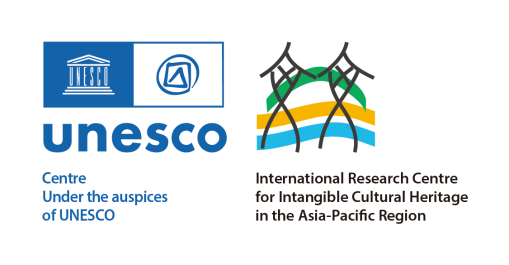 UNESCO
unesco
Centre
Under the auspices
of UNESCO
International Research Centre
for Intangible Cultural Heritage
in the Asia-Pacific Region